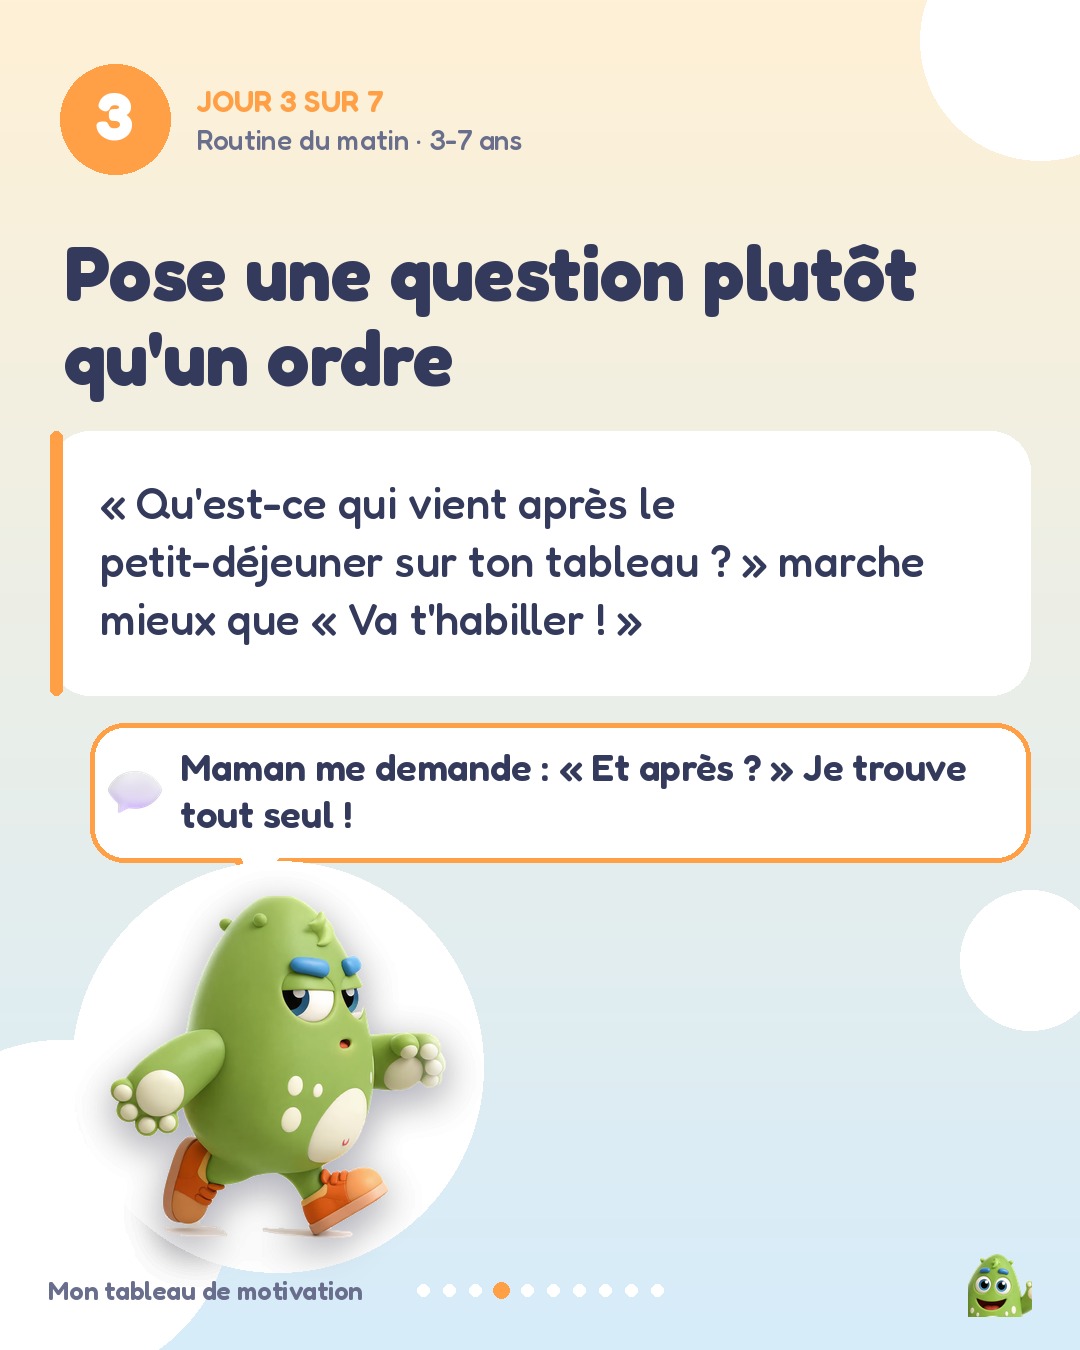 3
JOUR 3 SUR 7
Routine du matin · 3-7 ans
Pose une question plutôt
qu'un ordre
« Qu'est-ce qui vient après le
petit-déjeuner sur ton tableau ? » marche
mieux que « Va t'habiller ! »
Maman me demande : « Et après ? » Je trouve
tout seul !
Mon tableau de motivation